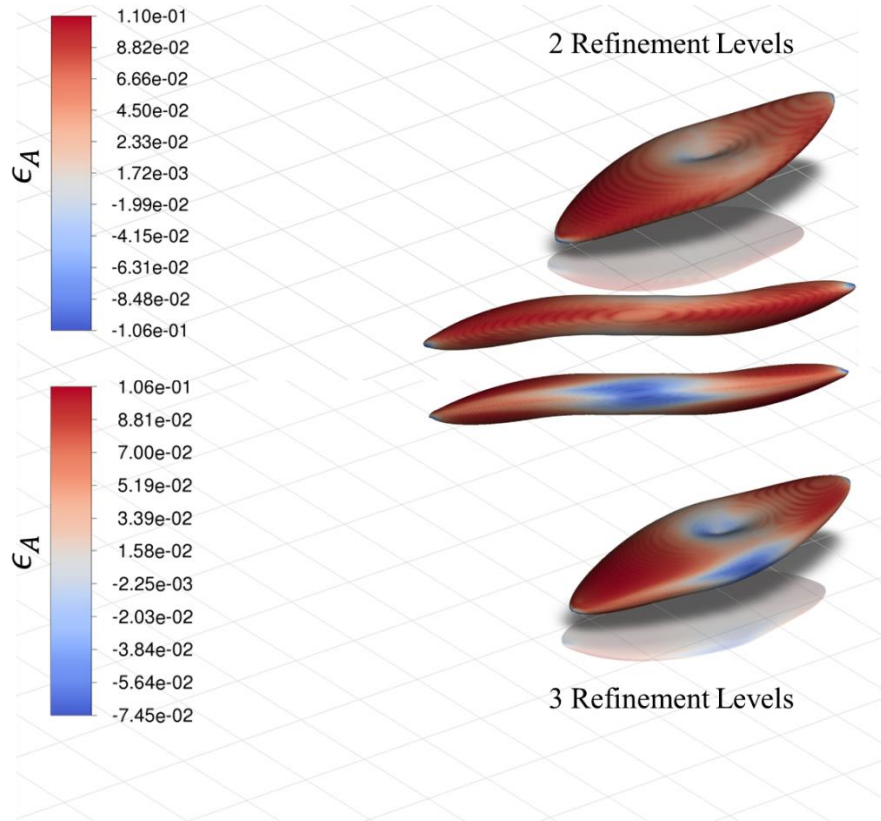 2 Refinement Levels
ϵA
1.10e-01
8.82e-02
6.66e-02
4.50e-02
2.33e-02
1.72e-03
-1.99e-02
-4.15e-02
-6.31e-02
-8.48e-02
-1.06e-01
ϵA
1.06e-01
8.81e-02
7.00e-02
5.19e-02
3.39e-02
1.58e-02
-2.25e-03
-2.03e-02
-3.84e-02
-5.64e-02
-7.45e-02
3 Refinement Levels